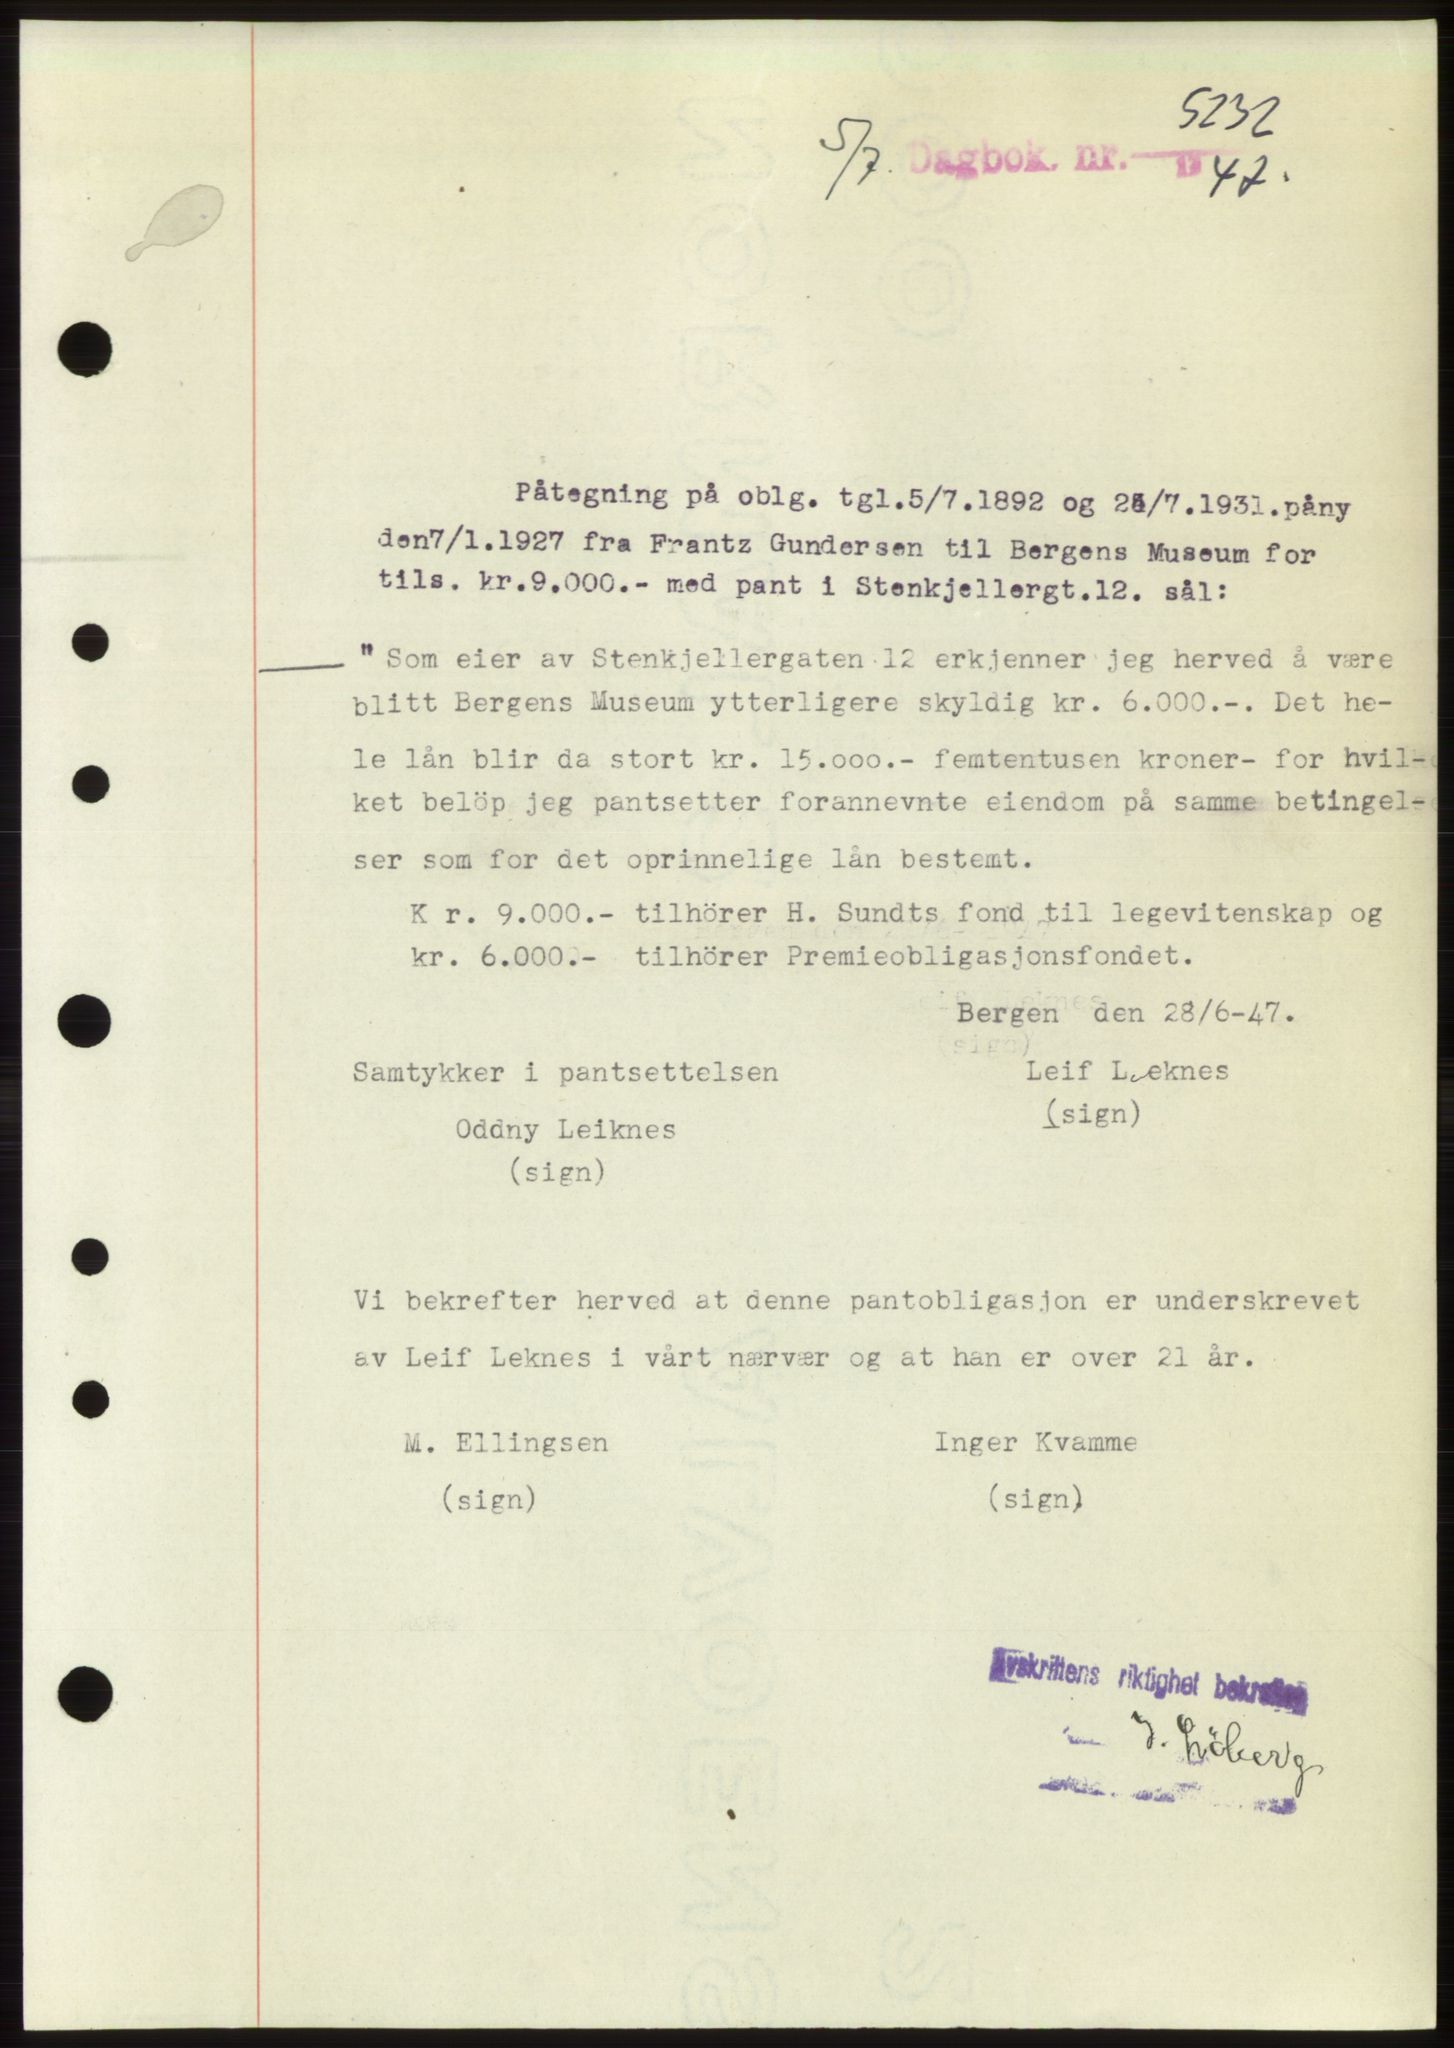 5232
5/7. Dagbok. nr. 47.
Påtegning på oblg. tgl.5/7.1892 og 26/7.1931.påny
den7/1.1927 fra Frantz Gundersen til Bergens Museum for
tils. kr.9.000.- med pant i Stenkjellergt.12. sål:
" Som eier av Stenkjellergaten 12 erkjenner jeg herved å være
blitt Bergens Museum ytterligere skyldig kr. 6.000.-. Det he-
le lån blir da stort kr. 15.ooo.- femtentusen kroner- for hvil-
ket belöp jeg pantsetter forannevnte eiendom på samme betingel-
ser som for det oprinnelige lån bestemt.
K r. 9.000.- tilhörer H. Sundts fond til legevitenskap og
kr. 6.000.- tilhörer Premieobligasjonsfondet.
Bergen den 28/6-47.
(sign)
Samtykker i pantsettelsen Leif Leknes
(sign)
Oddny Leiknes
(sign)
Vi bekrefter herved at denne pantobligasjon er underskrevet
av Leif Leknes i vårt nærvær og at han er over 21 år.
M. Ellingsen Inger Kvamme
(sign) (sign)
Avskriftens riktighet bekreftes
J. Löberg